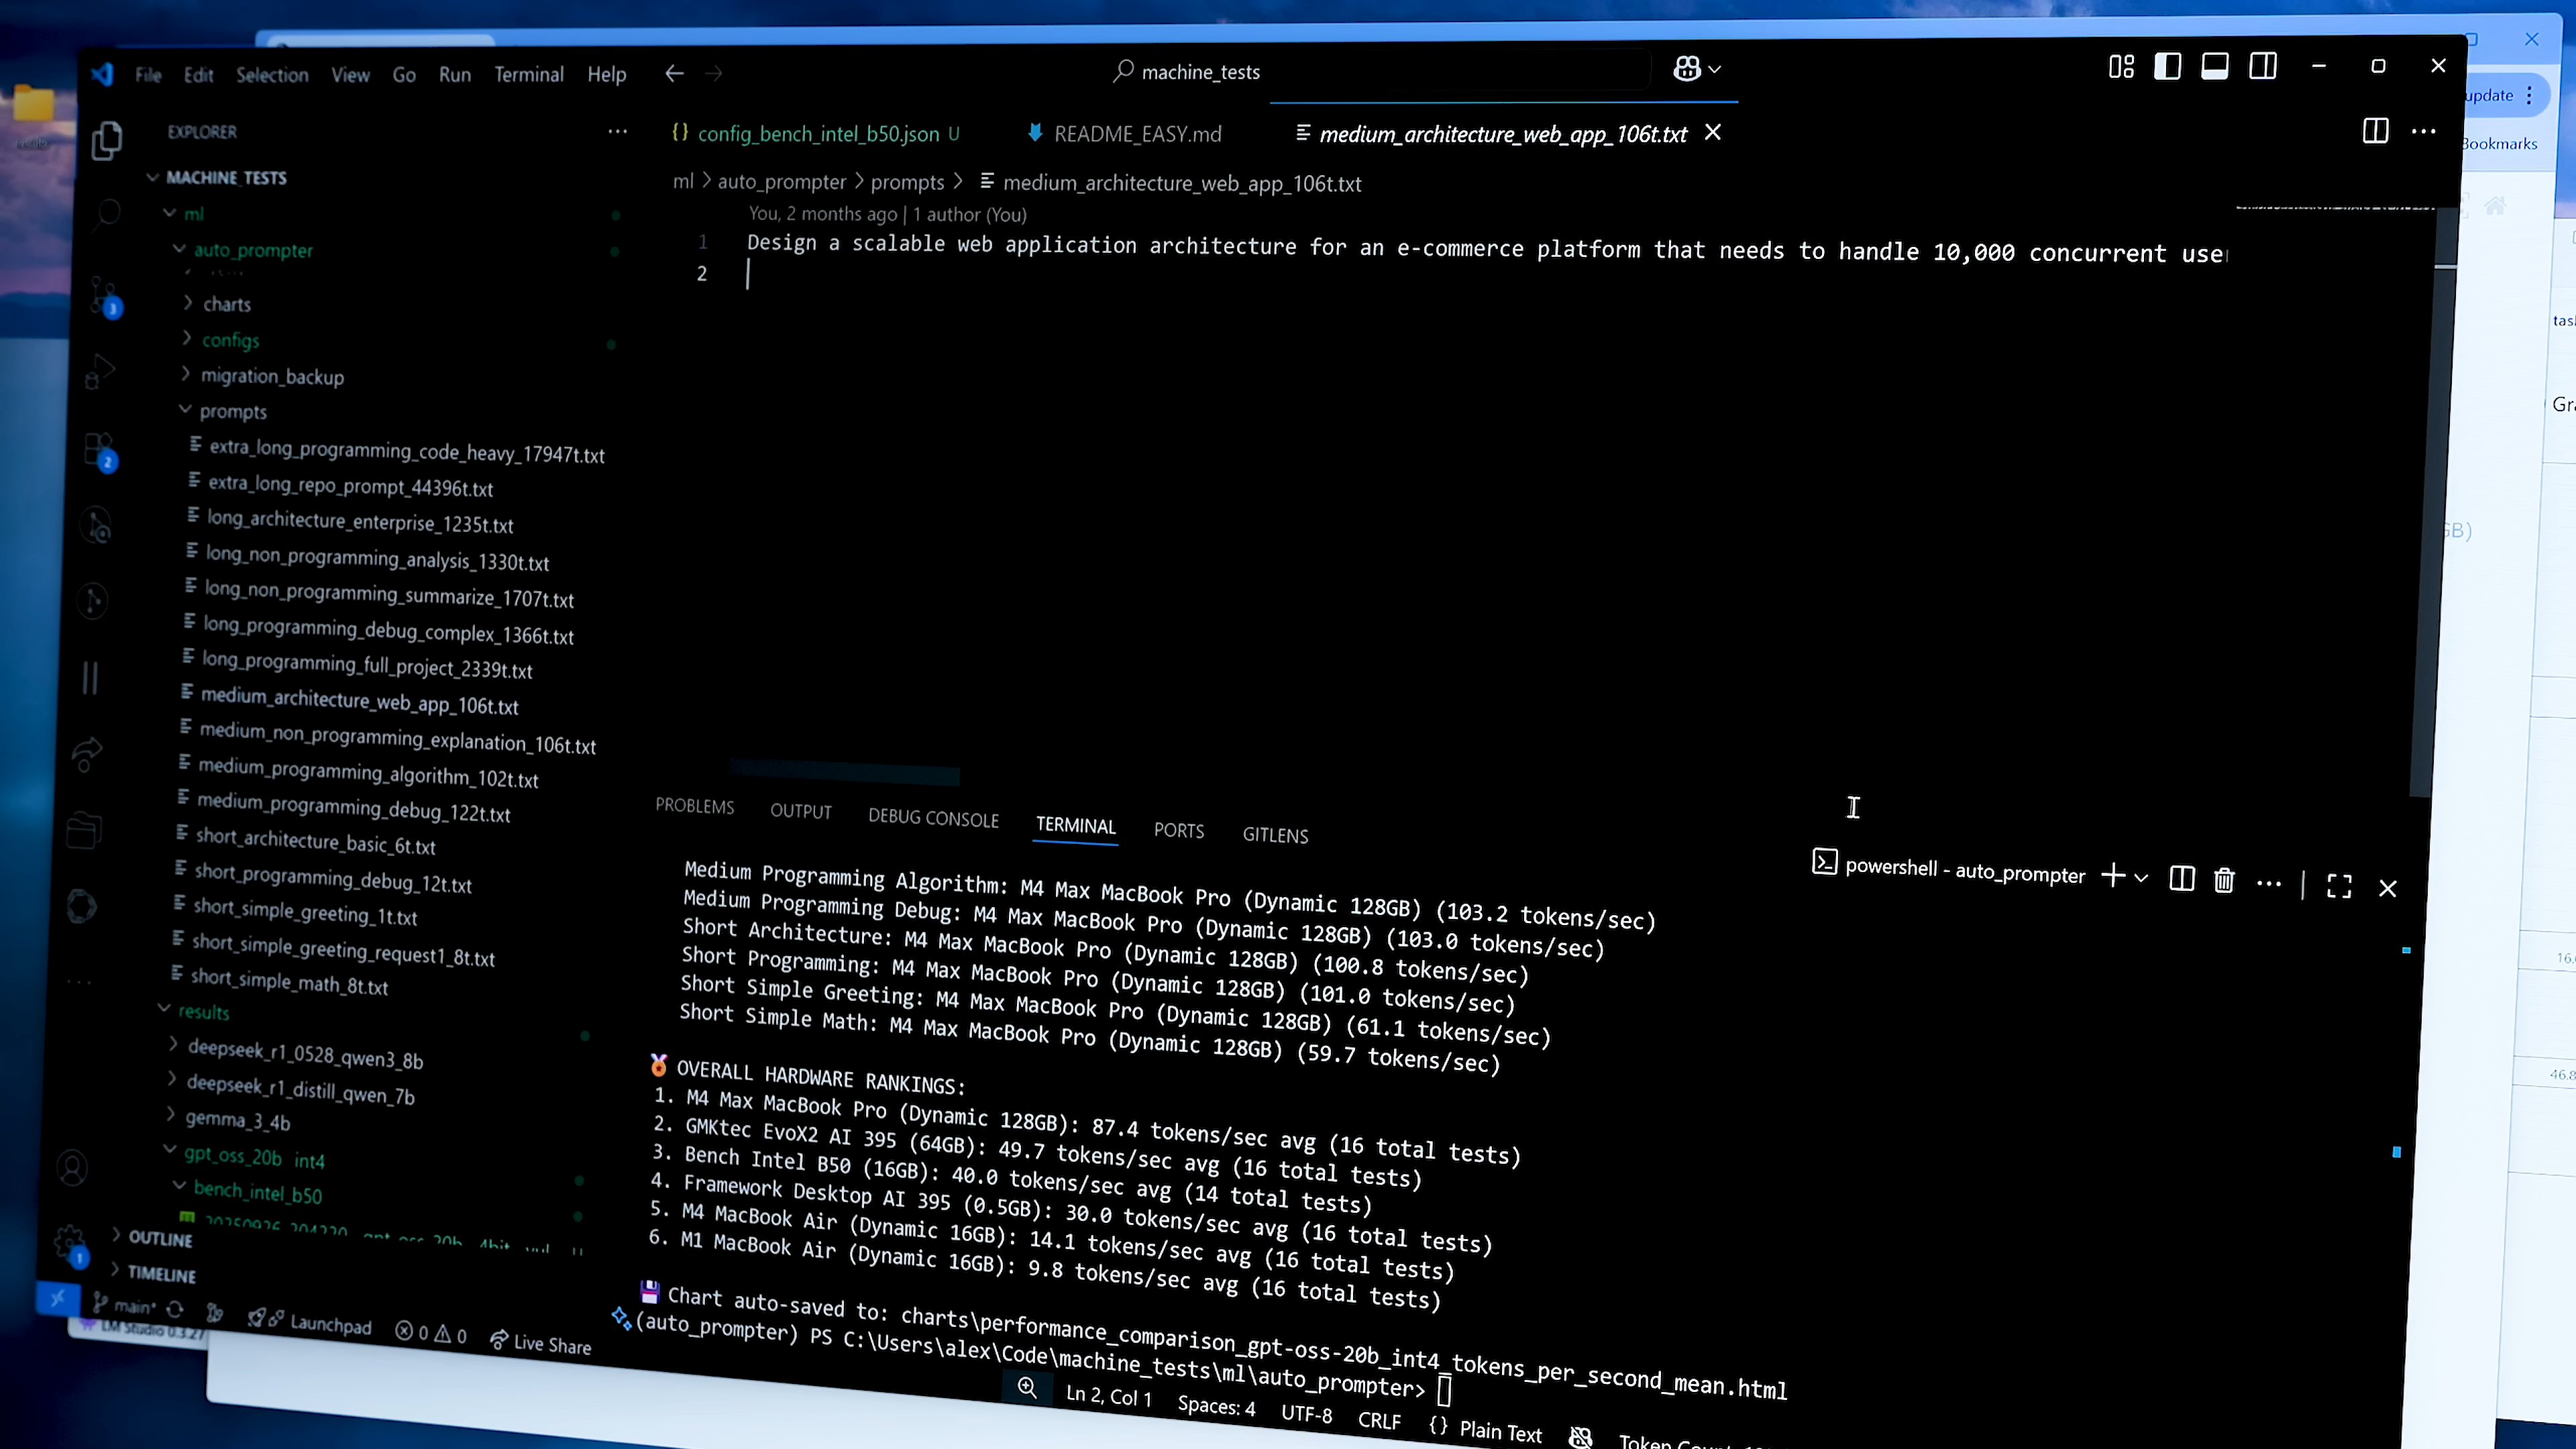 File Edit Selection View Go Run Terminal Help
machine_tests
update
Bookmarks
EXPLORER
MACHINE_TESTS
ml
auto_prompter
charts
configs
migration_backup
prompts
extra_long_programming_code_heavy_17947t.txt
extra_long_repo_prompt_44396t.txt
long_architecture_enterprise_1235t.txt
long_non_programming_analysis_1330t.txt
long_non_programming_summarize_1707t.txt
long_programming_debug_complex_1366t.txt
long_programming_full_project_2339t.txt
medium_architecture_web_app_106t.txt
medium_non_programming_explanation_106t.txt
medium_programming_algorithm_102t.txt
medium_programming_debug_122t.txt
short_architecture_basic_6t.txt
short_programming_debug_12t.txt
short_simple_greeting_1t.txt
short_simple_greeting_request1_8t.txt
short_simple_math_8t.txt
results
deepseek_r1_0528_qwen3_8b
deepseek_r1_distill_qwen_7b
gemma_3_4b
gpt_oss_20b int4
bench_intel_b50
OUTLINE
TIMELINE
3
2
1
{} config_bench_intel_b50.json U
README_EASY.md
medium_architecture_web_app_106t.txt
ml > auto_prompter > prompts > medium_architecture_web_app_106t.txt
You, 2 months ago | 1 author (You)
1 Design a scalable web application architecture for an e-commerce platform that needs to handle 10,000 concurrent use
2
PROBLEMS OUTPUT DEBUG CONSOLE TERMINAL PORTS GITLENS
powershell - auto_prompter
Medium Programming Algorithm: M4 Max MacBook Pro (Dynamic 128GB) (103.2 tokens/sec)
Medium Programming Debug: M4 Max MacBook Pro (Dynamic 128GB) (103.0 tokens/sec)
Short Architecture: M4 Max MacBook Pro (Dynamic 128GB) (100.8 tokens/sec)
Short Programming: M4 Max MacBook Pro (Dynamic 128GB) (101.0 tokens/sec)
Short Simple Greeting: M4 Max MacBook Pro (Dynamic 128GB) (61.1 tokens/sec)
Short Simple Math: M4 Max MacBook Pro (Dynamic 128GB) (59.7 tokens/sec)
OVERALL HARDWARE RANKINGS:
1. M4 Max MacBook Pro (Dynamic 128GB): 87.4 tokens/sec avg (16 total tests)
2. GMKtec EvoX2 AI 395 (64GB): 49.7 tokens/sec avg (16 total tests)
3. Bench Intel B50 (16GB): 40.0 tokens/sec avg (14 total tests)
4. Framework Desktop AI 395 (0.5GB): 30.0 tokens/sec avg (16 total tests)
5. M4 MacBook Air (Dynamic 16GB): 14.1 tokens/sec avg (16 total tests)
6. M1 MacBook Air (Dynamic 16GB): 9.8 tokens/sec avg (16 total tests)
Chart auto-saved to: charts\performance_comparison_gpt-oss-20b_int4_tokens_per_second_mean.html
(auto_prompter) PS C:\Users\alex\Code\machine_tests\ml\auto_prompter>
main* Launchpad 0 0 Live Share
Ln 2, Col 1 Spaces: 4 UTF-8 CRLF {} Plain Text
LM Studio 0.3.27
GB)